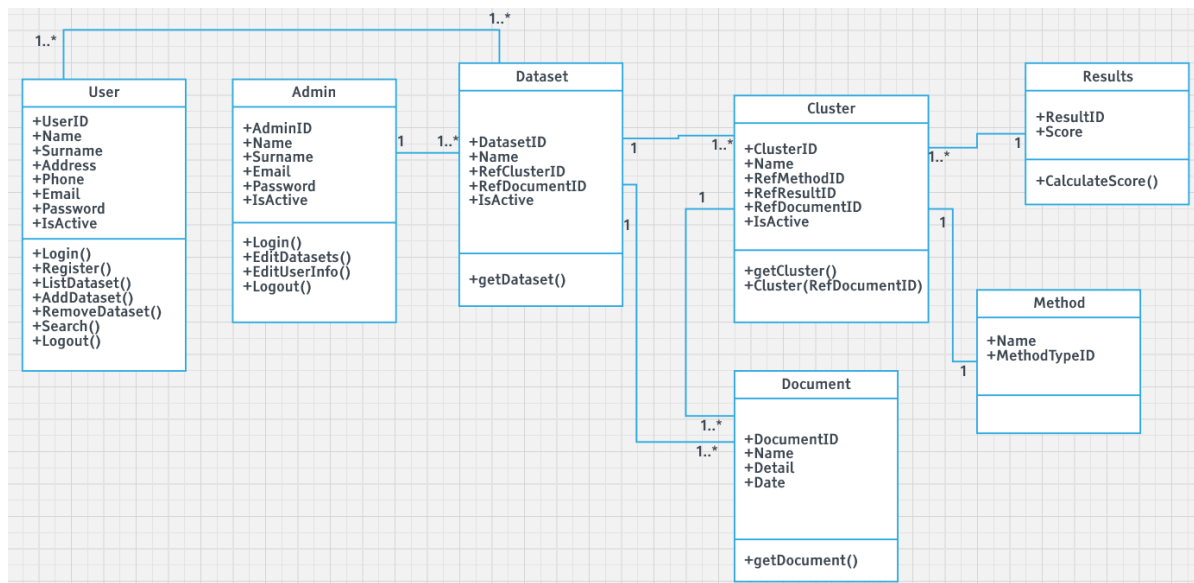 1..*
1..*
User
+UserID
+Name
+Surname
+Address
+Phone
+Email
+Password
+IsActive
+Login()
+Register()
+ListDataset()
+AddDataset()
+RemoveDataset()
+Search()
+Logout()
Admin
+AdminID
+Name
+Surname
+Email
+Password
+IsActive
+Login()
+EditDatasets()
+EditUserInfo()
+Logout()
1
1..*
Dataset
+DatasetID
+Name
+RefClusterID
+RefDocumentID
+IsActive
+getDataset()
1
1..*
1
1..*
Cluster
+ClusterID
+Name
+RefMethodID
+RefResultID
+RefDocumentID
+IsActive
+getCluster()
+Cluster(RefDocumentID)
1
1..*
1..*
1
1
1
Results
+ResultID
+Score
+CalculateScore()
Method
+Name
+MethodTypeID
Document
+DocumentID
+Name
+Detail
+Date
+getDocument()